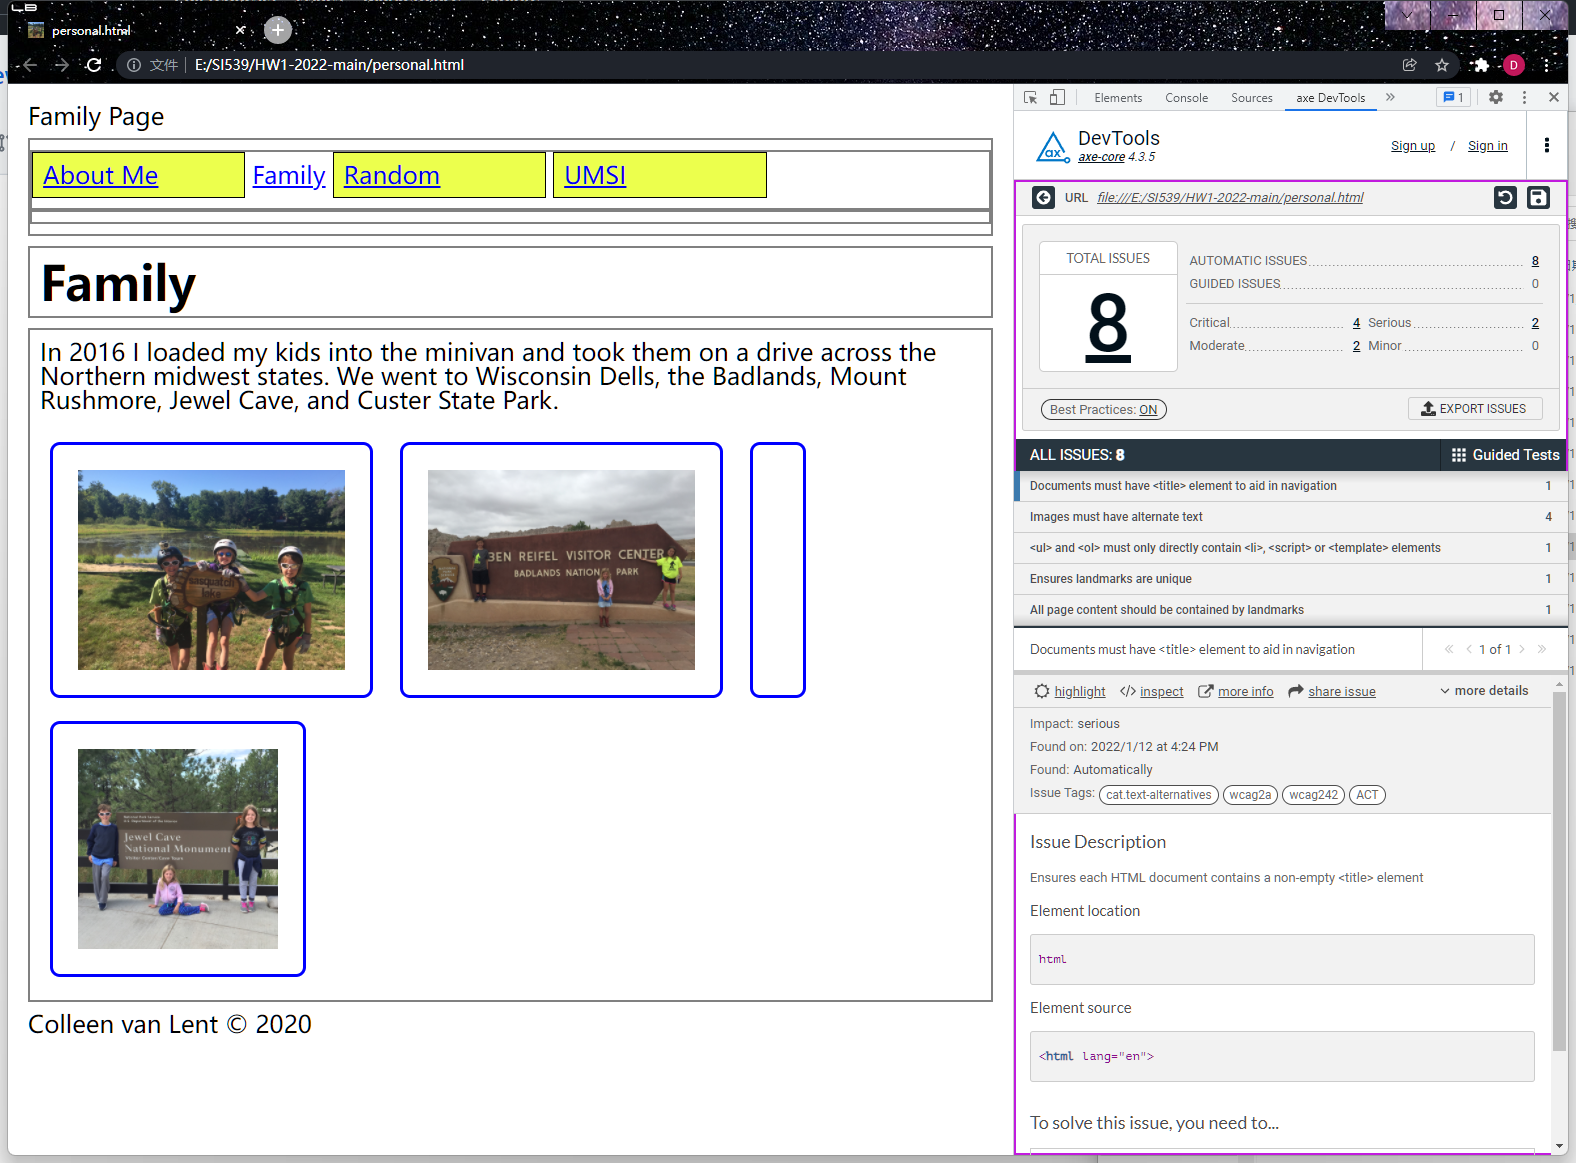 personal.html
文件 E:/SI539/HW1-2022-main/personal.html
D
Family Page
About Me Family Random UMSI
Family
In 2016 I loaded my kids into the minivan and took them on a drive across the
Northern midwest states. We went to Wisconsin Dells, the Badlands, Mount
Rushmore, Jewel Cave, and Custer State Park.
sasquatch
lake
BEN REIFEL VISITOR CENTER
BADLANDS NATIONAL PARK
Jewel Cave
National Monument
Colleen van Lent © 2020
Elements Console Sources axe DevTools 1
ax
DevTools
axe-core 4.3.5
Sign up / Sign in
URL file:///E:/SI539/HW1-2022-main/personal.html
TOTAL ISSUES
8
AUTOMATIC ISSUES 8
GUIDED ISSUES 0
Critical 4 Serious 2
Moderate 2 Minor 0
Best Practices: ON
EXPORT ISSUES
ALL ISSUES: 8 Guided Tests
Documents must have <title> element to aid in navigation 1
Images must have alternate text 4
<ul> and <ol> must only directly contain <li>, <script> or <template> elements 1
Ensures landmarks are unique 1
All page content should be contained by landmarks 1
Documents must have <title> element to aid in navigation 1 of 1
highlight </> inspect more info share issue more details
Impact: serious
Found on: 2022/1/12 at 4:24 PM
Found: Automatically
Issue Tags: cat.text-alternatives wcag2a wcag242 ACT
Issue Description
Ensures each HTML document contains a non-empty <title> element
Element location
html
Element source
<html lang="en">
To solve this issue, you need to...